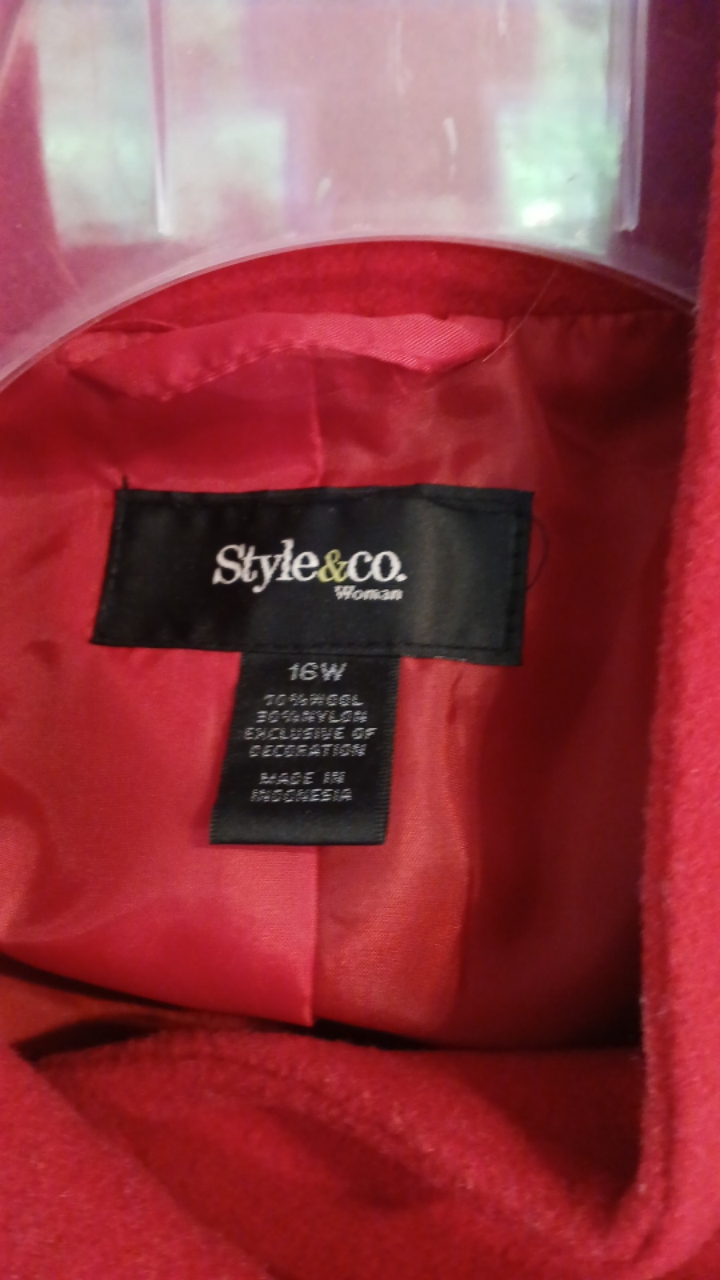 Style&co.
Woman
16W
70%WOOL
30%NYLON
EXCLUSIVE OF
DECORATION
MADE IN
INDONESIA